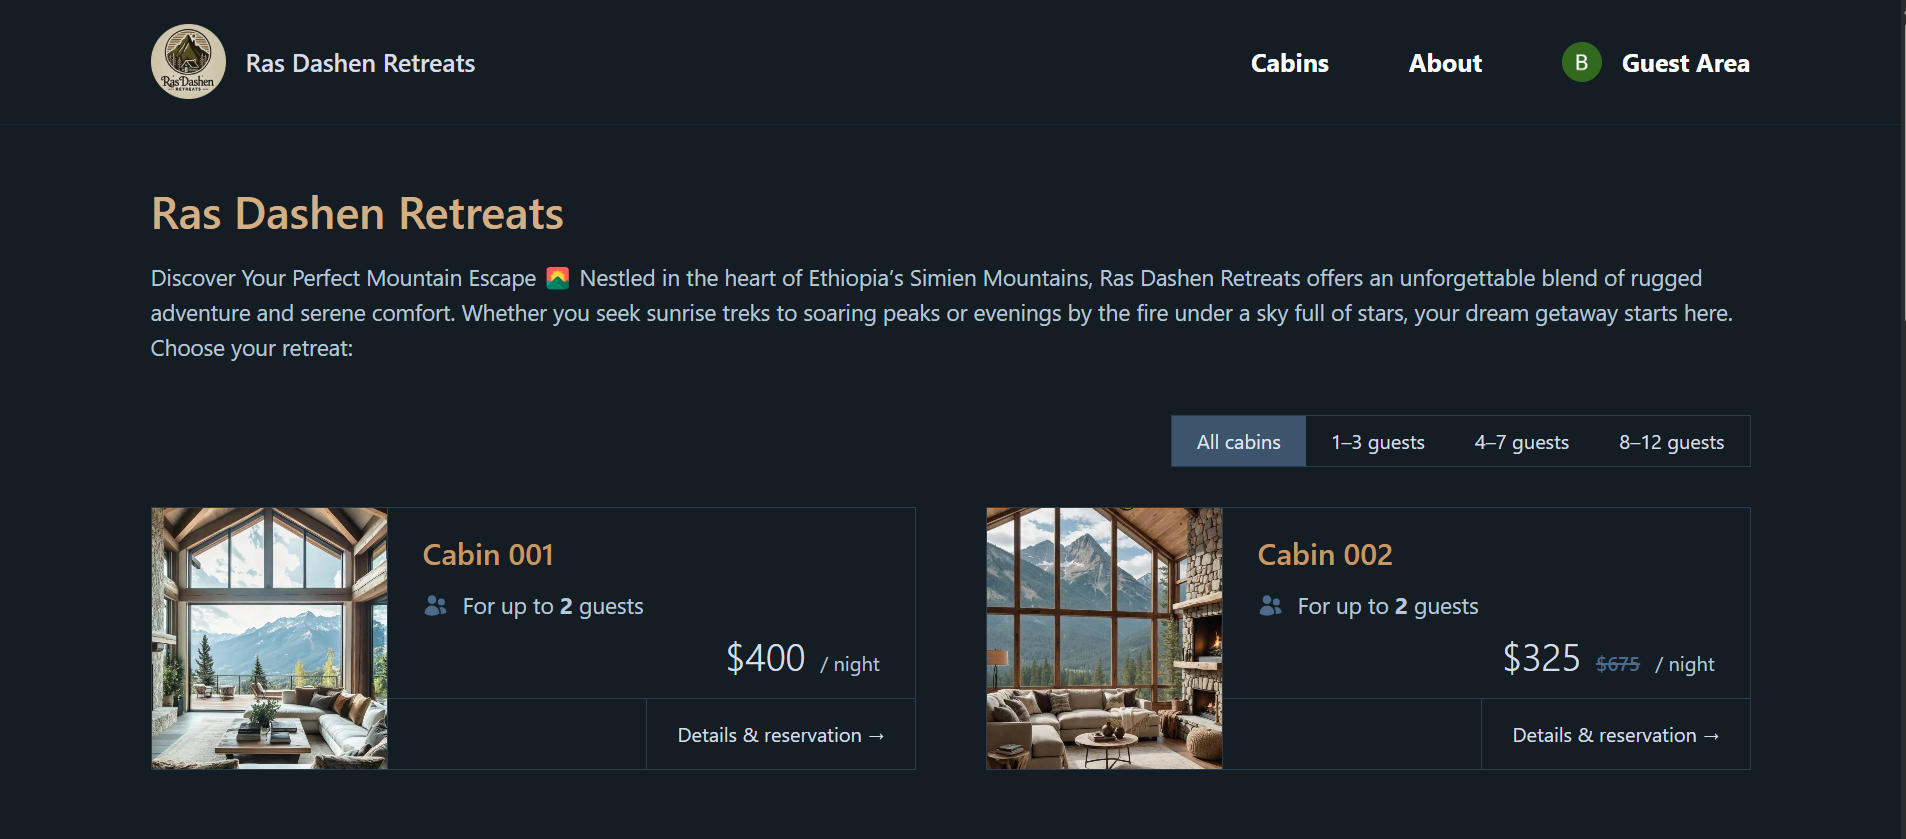 Ras Dashen
RETREATS
Ras Dashen Retreats
Cabins
About
B
Guest Area
Ras Dashen Retreats
Discover Your Perfect Mountain Escape 🌄 Nestled in the heart of Ethiopia’s Simien Mountains, Ras Dashen Retreats offers an unforgettable blend of rugged
adventure and serene comfort. Whether you seek sunrise treks to soaring peaks or evenings by the fire under a sky full of stars, your dream getaway starts here.
Choose your retreat:
All cabins
1–3 guests
4–7 guests
8–12 guests
Cabin 001
For up to 2 guests
$400 / night
Details & reservation →
Cabin 002
For up to 2 guests
$325 $675 / night
Details & reservation →